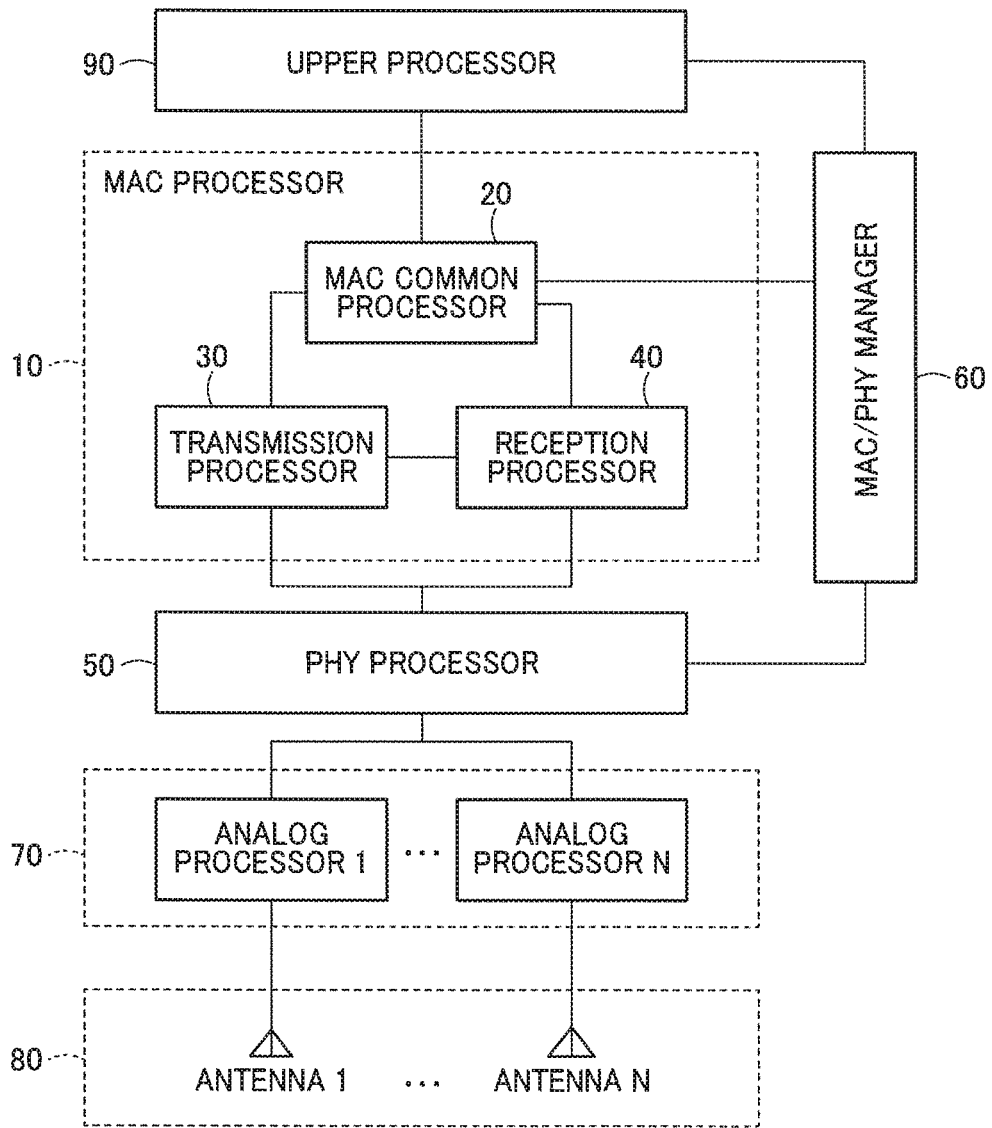 90
UPPER PROCESSOR
MAC PROCESSOR
20
MAC COMMON
PROCESSOR
10
30
40
TRANSMISSION
PROCESSOR
RECEPTION
PROCESSOR
MAC/PHY MANAGER
60
50
PHY PROCESSOR
70
ANALOG
PROCESSOR 1
...
ANALOG
PROCESSOR N
80
ANTENNA 1
...
ANTENNA N